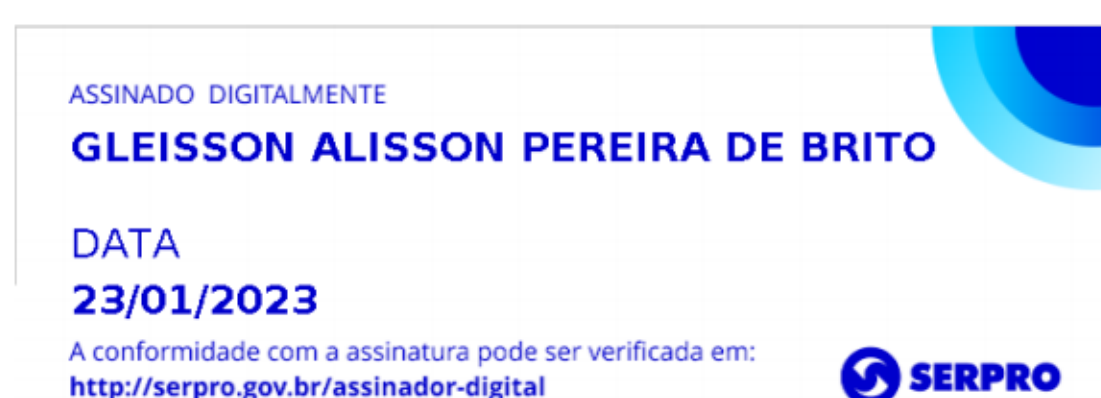 ASSINADO DIGITALMENTE
GLEISSON ALISSON PEREIRA DE BRITO
DATA
23/01/2023
A conformidade com a assinatura pode ser verificada em:
http://serpro.gov.br/assinador-digital
SERPRO